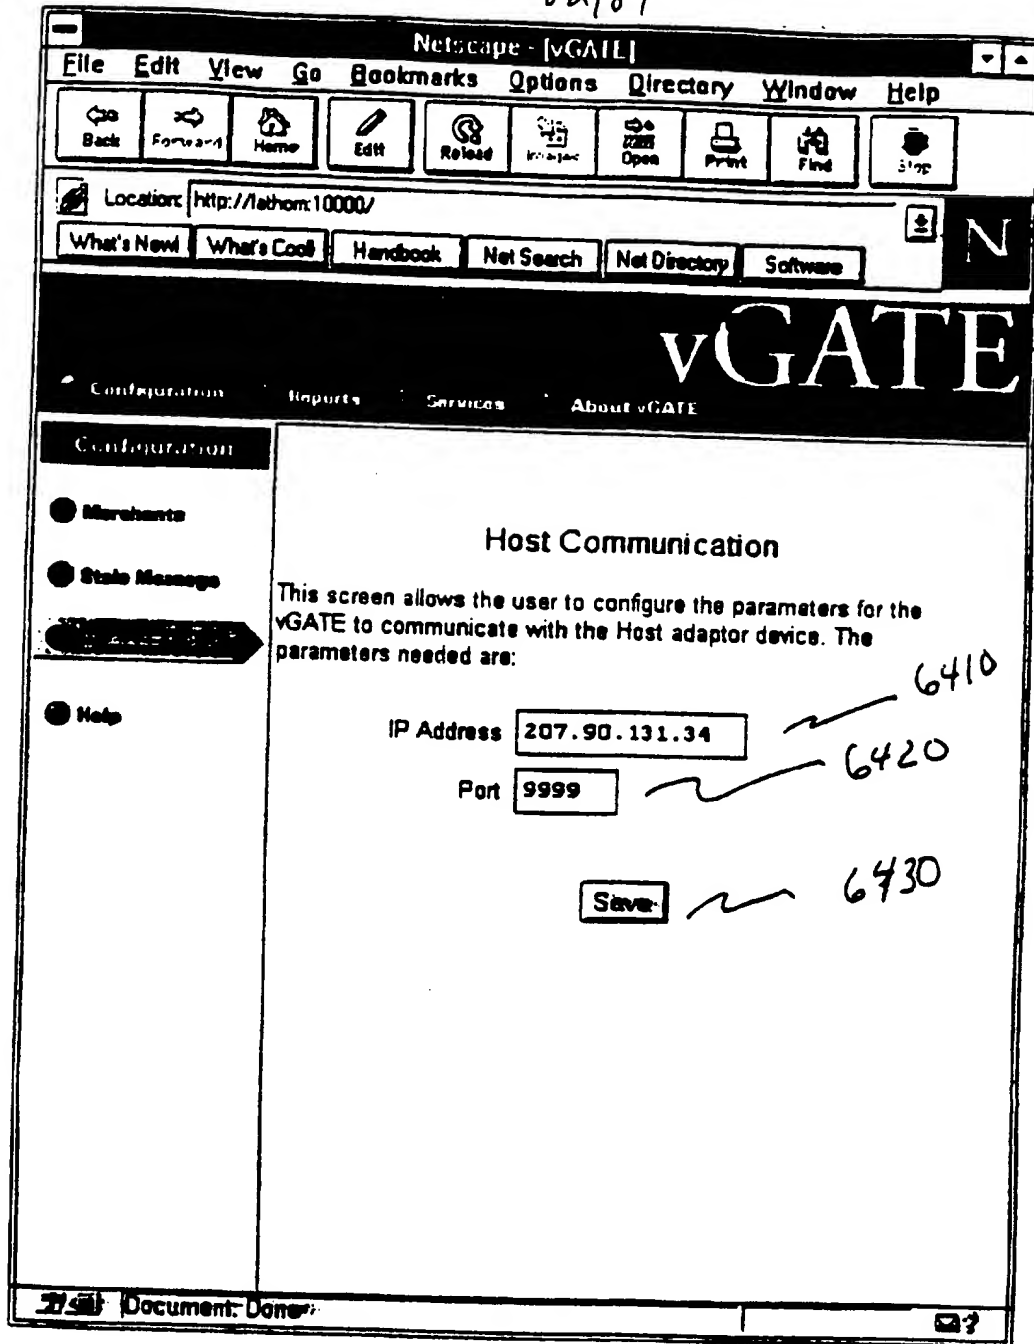 Netscape - [vGATE]
File Edit View Go Bookmarks Options Directory Window Help
Back Forward Home Edit Reload Images Open Print Find Stop
Location: http://lathom:10000/
What's New! What's Cool! Handbook Net Search Net Directory Software
N
vGATE
Configuration Reports Services About vGATE
Configuration
Merchants
Stale Message
Help
Host Communication
This screen allows the user to configure the parameters for the
vGATE to communicate with the Host adaptor device. The
parameters needed are:
6410
IP Address 207.90.131.34
6420
Port 9999
6430
Save
Document: Done